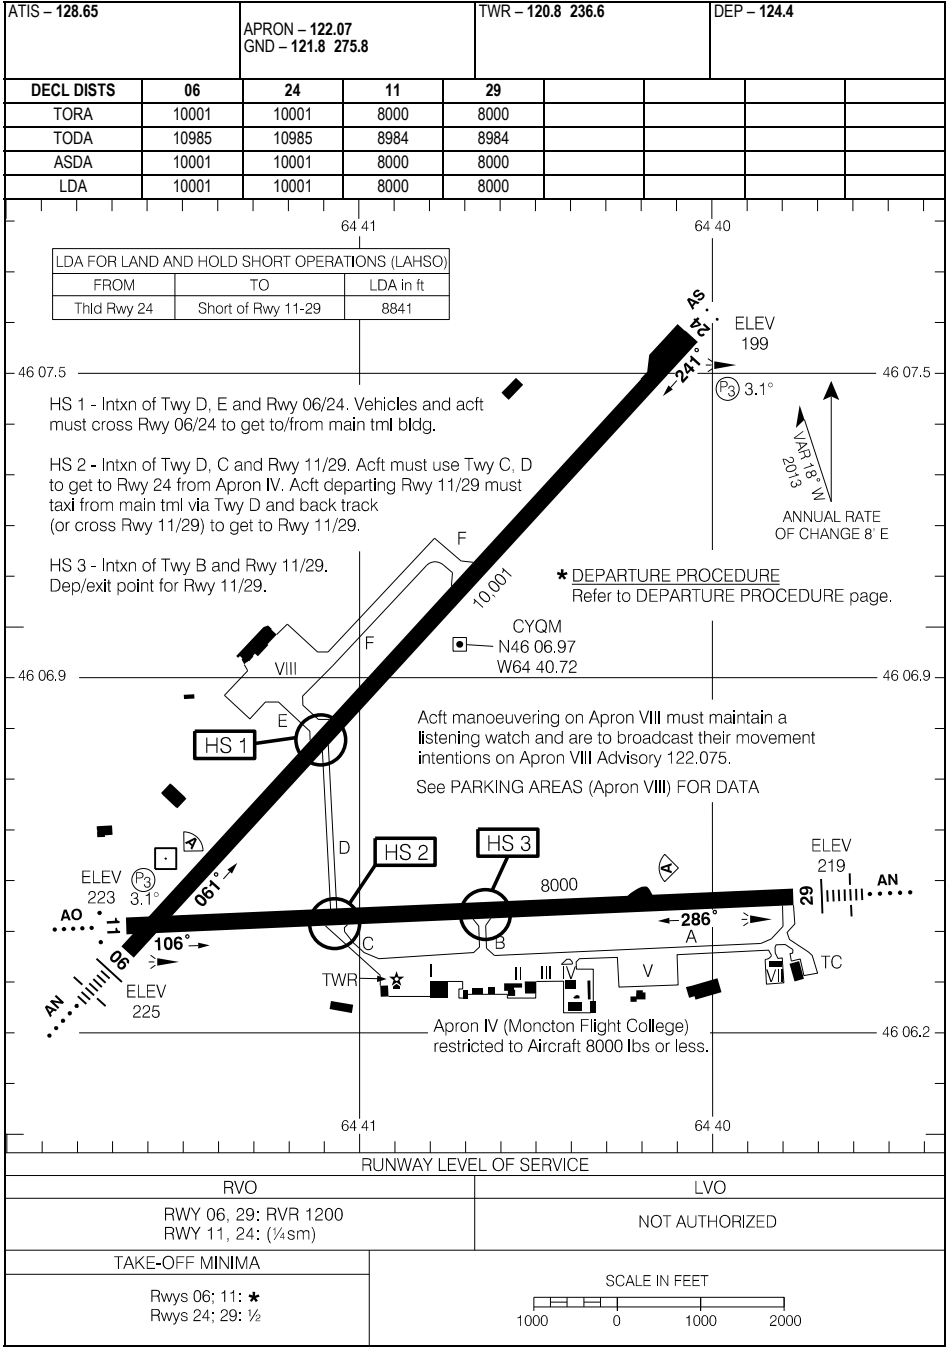 ATIS – 128.65
APRON – 122.07
GND – 121.8 275.8
TWR – 120.8 236.6
DEP – 124.4
DECL DISTS 06 24 11 29
TORA 10001 10001 8000 8000
TODA 10985 10985 8984 8984
ASDA 10001 10001 8000 8000
LDA 10001 10001 8000 8000
64 41 64 40
LDA FOR LAND AND HOLD SHORT OPERATIONS (LAHSO)
FROM TO LDA in ft
Thld Rwy 24 Short of Rwy 11-29 8841
AS
24
ELEV
199
241°
P3 3.1°
46 07.5 46 07.5
HS 1 - Intxn of Twy D, E and Rwy 06/24. Vehicles and acft
must cross Rwy 06/24 to get to/from main tml bldg.
HS 2 - Intxn of Twy D, C and Rwy 11/29. Acft must use Twy C, D
to get to Rwy 24 from Apron IV. Acft departing Rwy 11/29 must
taxi from main tml via Twy D and back track
(or cross Rwy 11/29) to get to Rwy 11/29.
HS 3 - Intxn of Twy B and Rwy 11/29.
Dep/exit point for Rwy 11/29.
VAR 18° W
2013
ANNUAL RATE
OF CHANGE 8' E
F
10,001
* DEPARTURE PROCEDURE
Refer to DEPARTURE PROCEDURE page.
CYQM
N46 06.97
W64 40.72
F
VIII
46 06.9 46 06.9
E
HS 1
Acft manoeuvring on Apron VIII must maintain a
listening watch and are to broadcast their movement
intentions on Apron VIII Advisory 122.075.
See PARKING AREAS (Apron VIII) FOR DATA
A
D
HS 2
HS 3
A
ELEV
219
ELEV
223
P3
3.1°
061°
8000
29
AN
AO
11
106°
286°
06
C
B
A
TC
AN
ELEV
225
TWR
I II III IV V VII
Apron IV (Moncton Flight College)
restricted to Aircraft 8000 lbs or less.
46 06.2
64 41 64 40
RUNWAY LEVEL OF SERVICE
RVO LVO
RWY 06, 29: RVR 1200
RWY 11, 24: (¼sm)
NOT AUTHORIZED
TAKE-OFF MINIMA
Rwys 06; 11: *
Rwys 24; 29: ½
SCALE IN FEET
1000 0 1000 2000